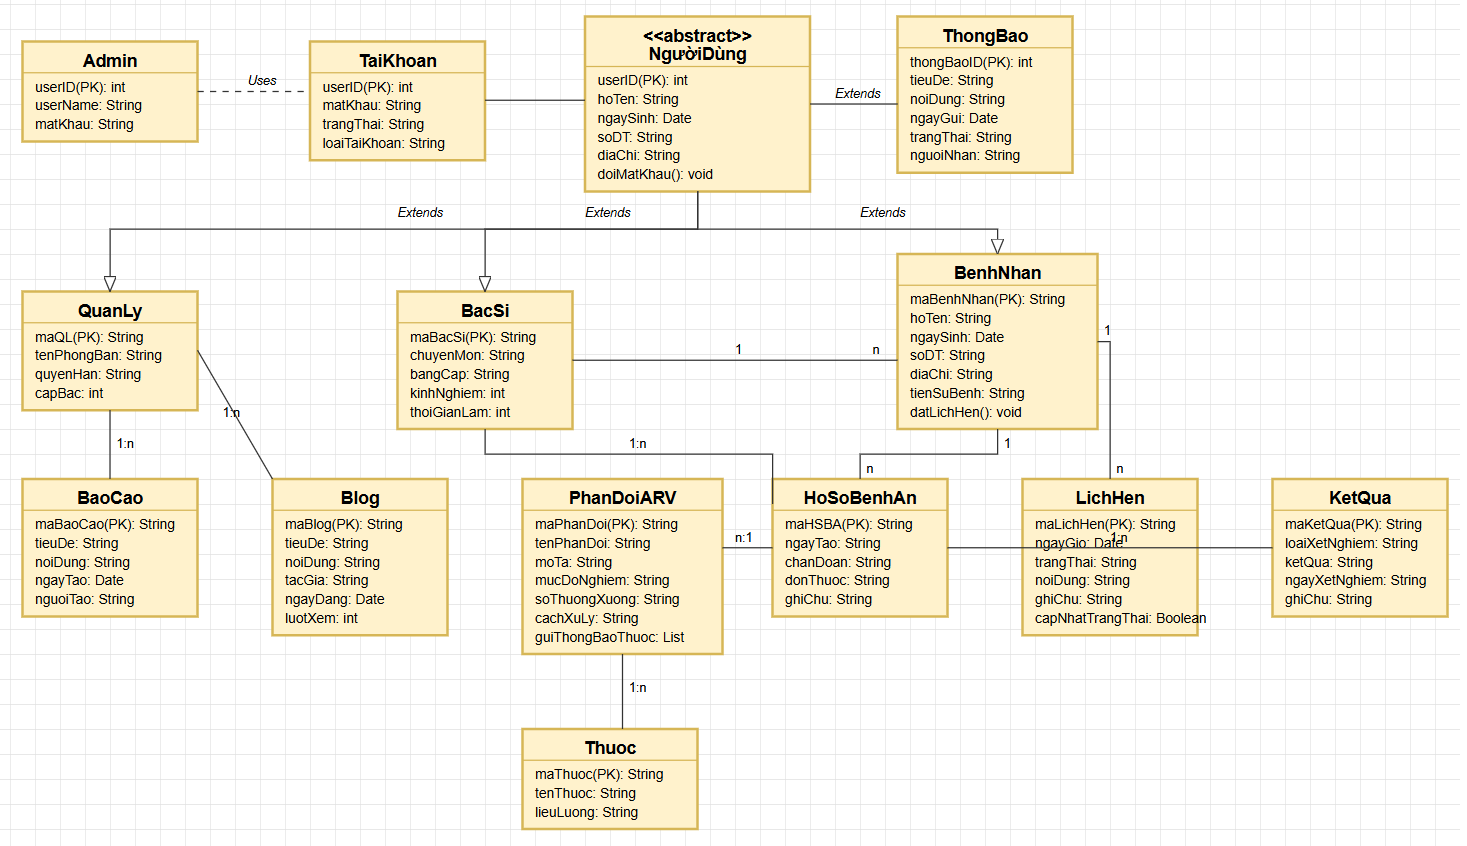 Admin
userID(PK): int
userName: String
matKhau: String
Uses
TaiKhoan
userID(PK): int
matKhau: String
trangThai: String
loaiTaiKhoan: String
<<abstract>>
NgườiDùng
userID(PK): int
hoTen: String
ngaySinh: Date
soDT: String
diaChi: String
doiMatKhau(): void
Extends
ThongBao
thongBaoID(PK): int
tieuDe: String
noiDung: String
ngayGui: Date
trangThai: String
nguoiNhan: String
Extends
Extends
Extends
QuanLy
maQL(PK): String
tenPhongBan: String
quyenHan: String
capBac: int
BacSi
maBacSi(PK): String
chuyenMon: String
bangCap: String
kinhNghiem: int
thoiGianLam: int
1
n
BenhNhan
maBenhNhan(PK): String
hoTen: String
ngaySinh: Date
soDT: String
diaChi: String
tienSuBenh: String
datLichHen(): void
1
1:n
1:n
1:n
1
n
n
BaoCao
maBaoCao(PK): String
tieuDe: String
noiDung: String
ngayTao: Date
nguoiTao: String
Blog
maBlog(PK): String
tieuDe: String
noiDung: String
tacGia: String
ngayDang: Date
luotXem: int
PhanDoiARV
maPhanDoi(PK): String
tenPhanDoi: String
moTa: String
mucDoNghiem: String
soThuongXuong: String
cachXuLy: String
guiThongBaoThuoc: List
n:1
HoSoBenhAn
maHSBA(PK): String
ngayTao: String
chanDoan: String
donThuoc: String
ghiChu: String
LichHen
maLichHen(PK): String
ngayGio: Date
1:n
trangThai: String
noiDung: String
ghiChu: String
capNhatTrangThai: Boolean
KetQua
maKetQua(PK): String
loaiXetNghiem: String
ketQua: String
ngayXetNghiem: String
ghiChu: String
1:n
Thuoc
maThuoc(PK): String
tenThuoc: String
lieuLuong: String